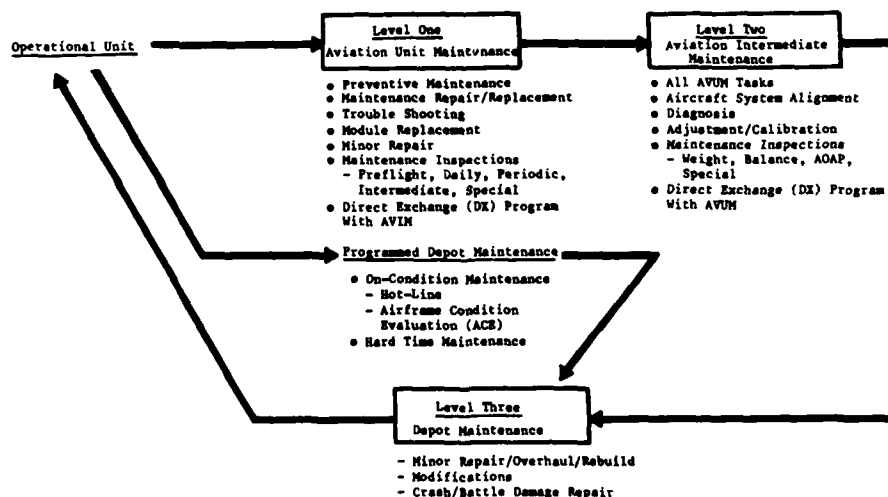 Operational Unit
Level One
Aviation Unit Maintenance
Level Two
Aviation Intermediate
Maintenance
● Preventive Maintenance
● Maintenance Repair/Replacement
● Trouble Shooting
● Module Replacement
● Minor Repair
● Maintenance Inspections
- Preflight, Daily, Periodic,
Intermediate, Special
● Direct Exchange (DX) Program
With AVIM
● All AVUM Tasks
● Aircraft System Alignment
● Diagnosis
● Adjustment/Calibration
● Maintenance Inspections
- Weight, Balance, AOAP,
Special
● Direct Exchange (DX) Program
With AVUM
Programmed Depot Maintenance
● On-Condition Maintenance
- Hot-Line
- Airframe Condition
Evaluation (ACE)
● Hard Time Maintenance
Level Three
Depot Maintenance
- Minor Repair/Overhaul/Rebuild
- Modifications
- Crash/Battle Damage Repair